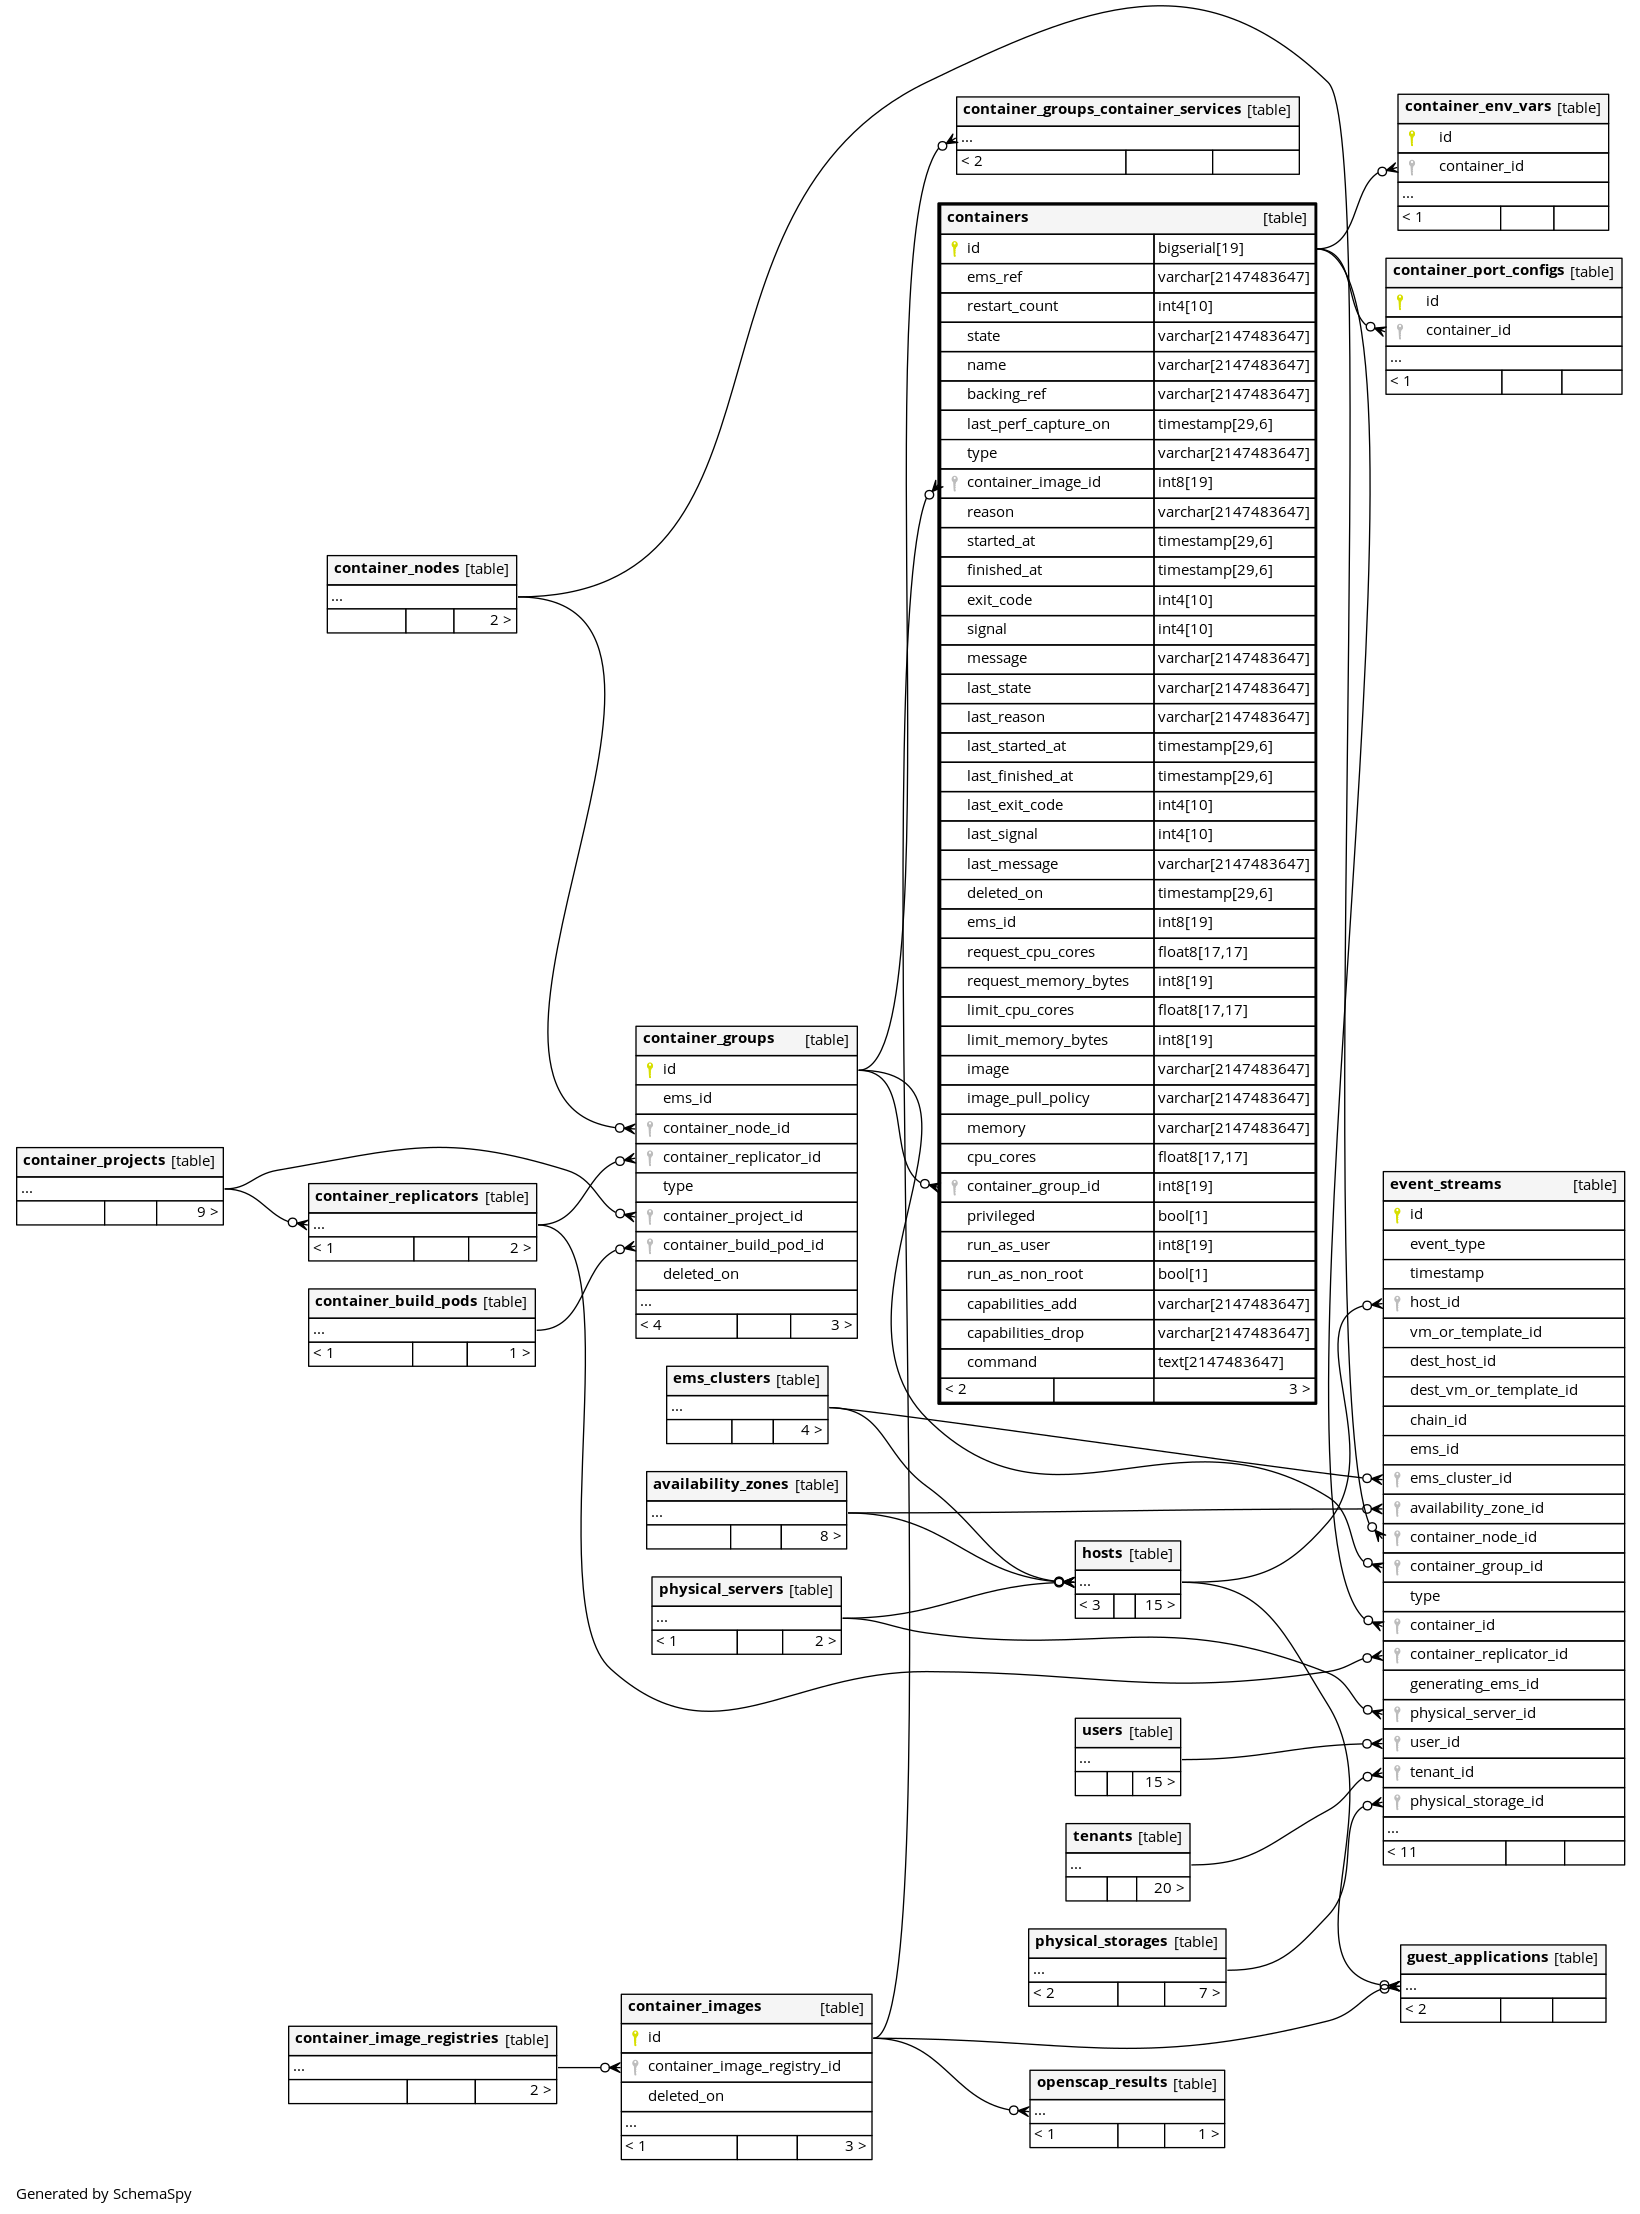 container_groups_container_services [table]
...
< 2
container_env_vars [table]
id
container_id
...
< 1
containers [table]
id bigserial[19]
ems_ref varchar[2147483647]
restart_count int4[10]
state varchar[2147483647]
name varchar[2147483647]
backing_ref varchar[2147483647]
last_perf_capture_on timestamp[29,6]
type varchar[2147483647]
container_image_id int8[19]
reason varchar[2147483647]
started_at timestamp[29,6]
finished_at timestamp[29,6]
exit_code int4[10]
signal int4[10]
message varchar[2147483647]
last_state varchar[2147483647]
last_reason varchar[2147483647]
last_started_at timestamp[29,6]
last_finished_at timestamp[29,6]
last_exit_code int4[10]
last_signal int4[10]
last_message varchar[2147483647]
deleted_on timestamp[29,6]
ems_id int8[19]
request_cpu_cores float8[17,17]
request_memory_bytes int8[19]
limit_cpu_cores float8[17,17]
limit_memory_bytes int8[19]
image varchar[2147483647]
image_pull_policy varchar[2147483647]
memory varchar[2147483647]
cpu_cores float8[17,17]
container_group_id int8[19]
privileged bool[1]
run_as_user int8[19]
run_as_non_root bool[1]
capabilities_add varchar[2147483647]
capabilities_drop varchar[2147483647]
command text[2147483647]
< 2 3 >
container_port_configs [table]
id
container_id
...
< 1
container_nodes [table]
...
2 >
container_groups [table]
id
ems_id
container_node_id
container_replicator_id
type
container_project_id
container_build_pod_id
deleted_on
...
< 4 3 >
container_projects [table]
...
9 >
container_replicators [table]
...
< 1 2 >
container_build_pods [table]
...
< 1 1 >
event_streams [table]
id
event_type
timestamp
host_id
vm_or_template_id
dest_host_id
dest_vm_or_template_id
chain_id
ems_id
ems_cluster_id
availability_zone_id
container_node_id
container_group_id
type
container_id
container_replicator_id
generating_ems_id
physical_server_id
user_id
tenant_id
physical_storage_id
...
< 11
ems_clusters [table]
...
4 >
availability_zones [table]
...
8 >
hosts [table]
...
< 3 15 >
physical_servers [table]
...
< 1 2 >
users [table]
...
15 >
tenants [table]
...
20 >
physical_storages [table]
...
< 2 7 >
guest_applications [table]
...
< 2
container_images [table]
id
container_image_registry_id
deleted_on
...
< 1 3 >
container_image_registries [table]
...
2 >
openscap_results [table]
...
< 1 1 >
Generated by SchemaSpy